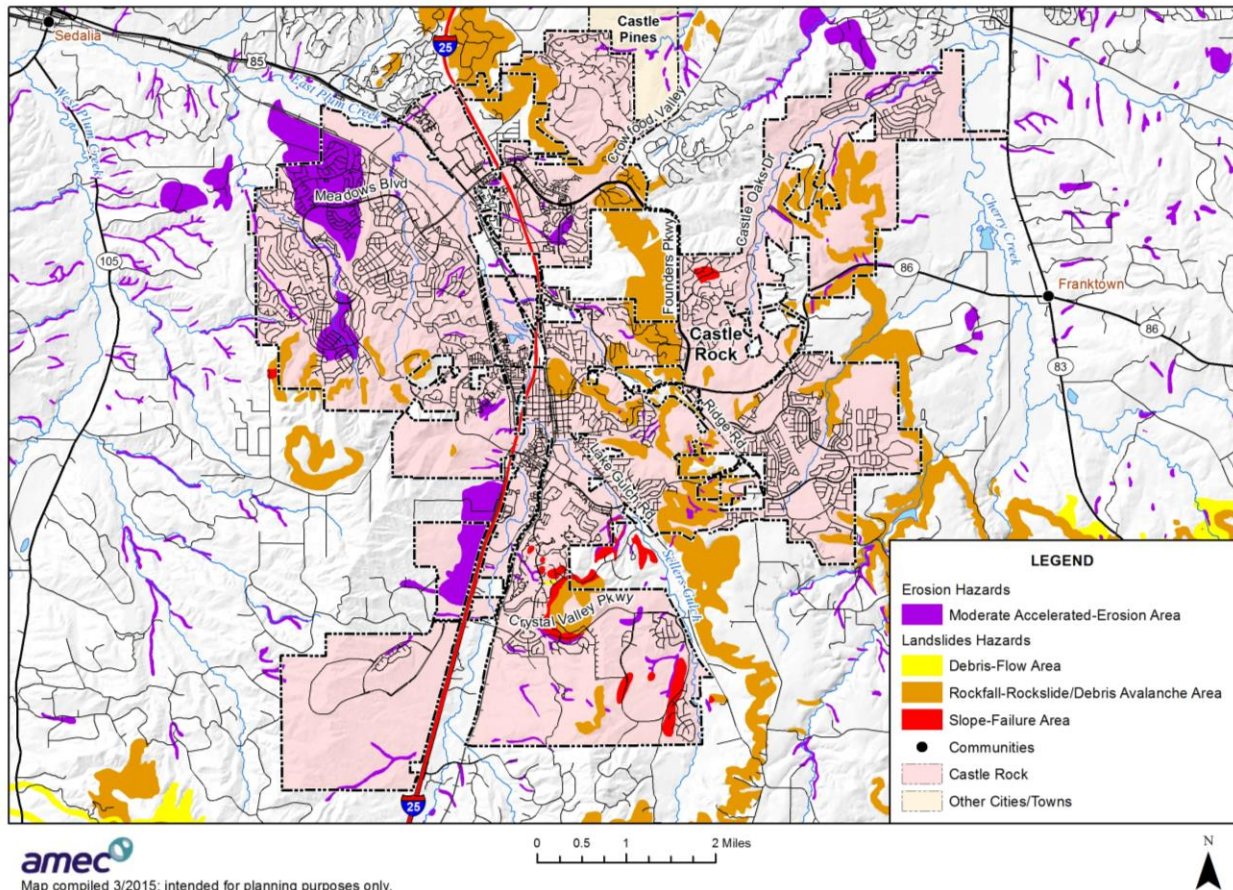 Sedalia
85
West Plum Creek
East Plum Creek
25
Castle
Pines
Crowfood Valley
Meadows Blvd
Castle Oaks Dr
Founders Pkwy
Cherry Creek
105
86
Franktown
86
83
Castle
Rock
Ridge Rd
Lake Gulch Rd
Sellers Gulch
Crystal Valley Pkwy
25
LEGEND
Erosion Hazards
Moderate Accelerated-Erosion Area
Landslides Hazards
Debris-Flow Area
Rockfall-Rockslide/Debris Avalanche Area
Slope-Failure Area
Communities
Castle Rock
Other Cities/Towns
amec
Map compiled 3/2015; intended for planning purposes only.
0 0.5 1 2 Miles
N